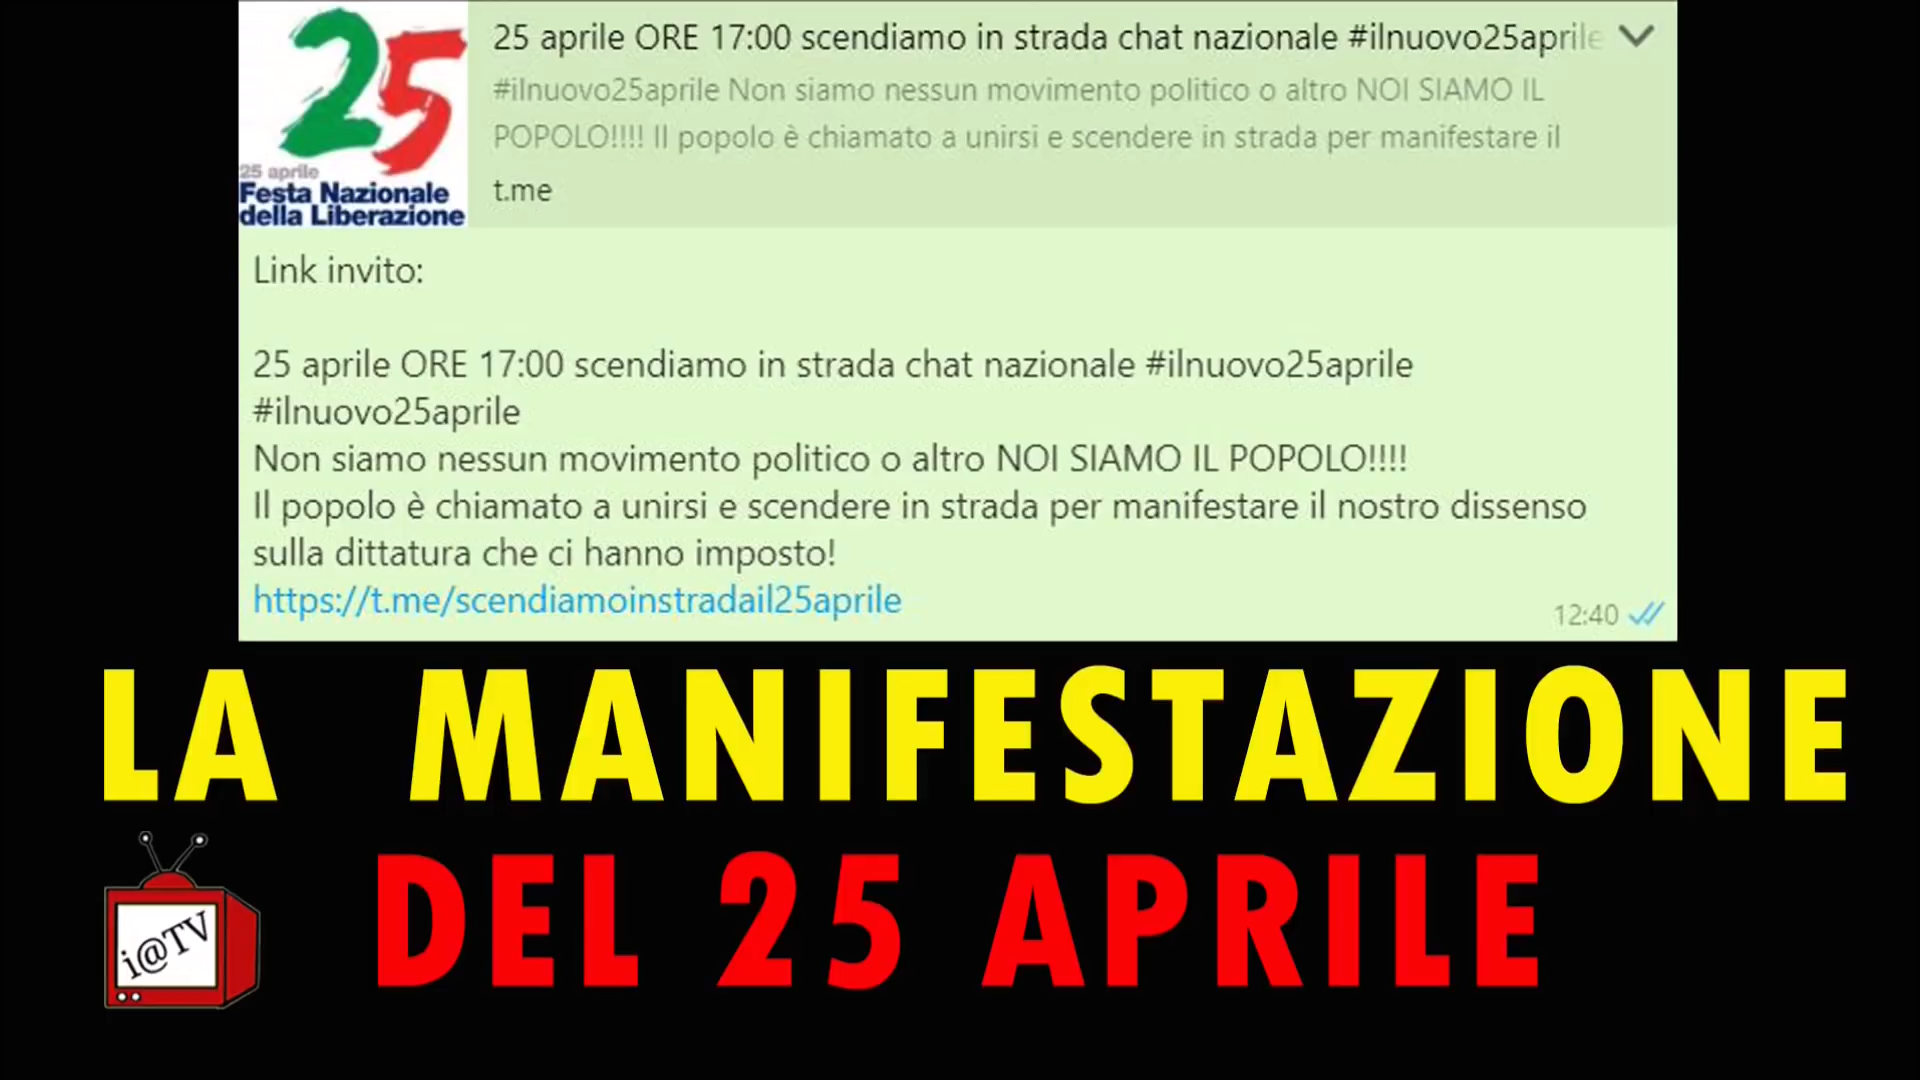 25
25 aprile
Festa Nazionale
della Liberazione
25 aprile ORE 17:00 scendiamo in strada chat nazionale #ilnuovo25aprile
#ilnuovo25aprile Non siamo nessun movimento politico o altro NOI SIAMO IL
POPOLO!!!! Il popolo è chiamato a unirsi e scendere in strada per manifestare il
t.me
Link invito:
25 aprile ORE 17:00 scendiamo in strada chat nazionale #ilnuovo25aprile
#ilnuovo25aprile
Non siamo nessun movimento politico o altro NOI SIAMO IL POPOLO!!!!
Il popolo è chiamato a unirsi e scendere in strada per manifestare il nostro dissenso
sulla dittatura che ci hanno imposto!
https://t.me/scendiamoinstradail25aprile
12:40
LA MANIFESTAZIONE
DEL 25 APRILE
i@TV